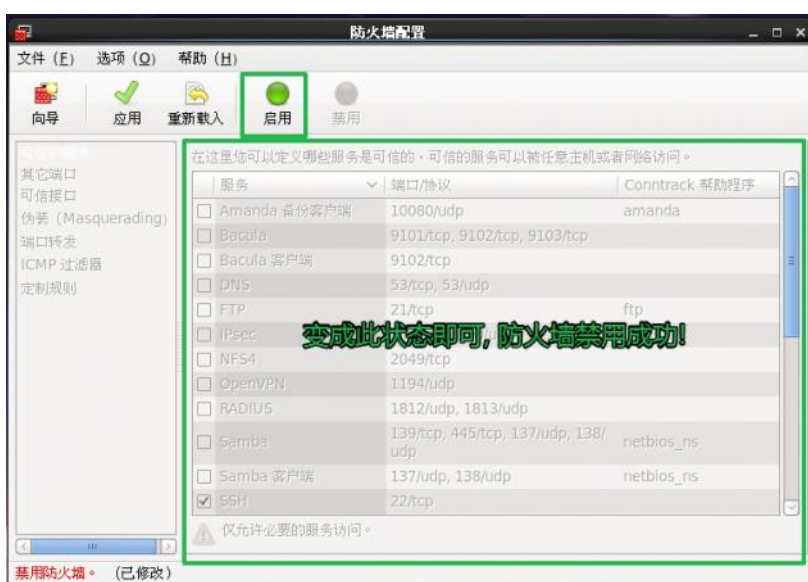 防火墙配置
文件 (F) 选项 (O) 帮助 (H)
向导 应用 重新载入 启用 禁用
可信的服务
其它端口
可信接口
伪装 (Masquerading)
端口转发
ICMP 过滤器
定制规则
在这里您可以定义哪些服务是可信的。可信的服务可以被任意主机或者网络访问。
服务 端口/协议 Conntrack 帮助程序
Amanda 备份客户端 10080/udp amanda
Bacula 9101/tcp, 9102/tcp, 9103/tcp
Bacula 客户端 9102/tcp
DNS 53/tcp, 53/udp
FTP 21/tcp ftp
IPsec
变成此状态即可, 防火墙禁用成功!
NFS4 2049/tcp
OpenVPN 1194/udp
RADIUS 1812/udp, 1813/udp
Samba 139/tcp, 445/tcp, 137/udp, 138/
udp netbios_ns
Samba 客户端 137/udp, 138/udp netbios_ns
SSH 22/tcp
仅允许必要的服务访问。
禁用防火墙。 (已修改)